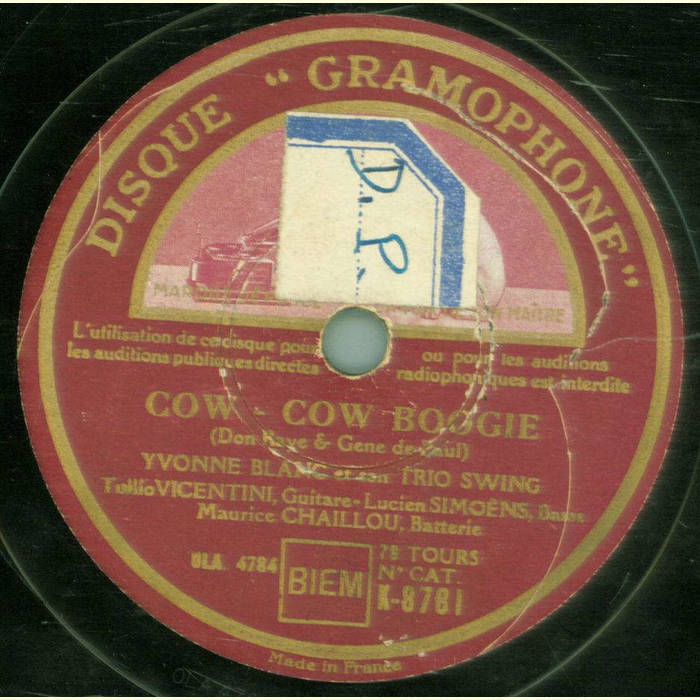 DISQUE "GRAMOPHONE"
D.P.
MAÎTRE
L'utilisation de ce disque pour
les auditions publiques directes
ou pour les auditions
radiophoniques est interdite
COW - COW BOOGIE
(Don Raye & Gene de Paul)
YVONNE BLANC et son TRIO SWING
Tullio VICENTINI, Guitare - Lucien SIMOËNS, Basse
Maurice CHAILLOU, Batterie
OLA. 4784
BIEM
78 TOURS
N° CAT.
K-8781
Made in France